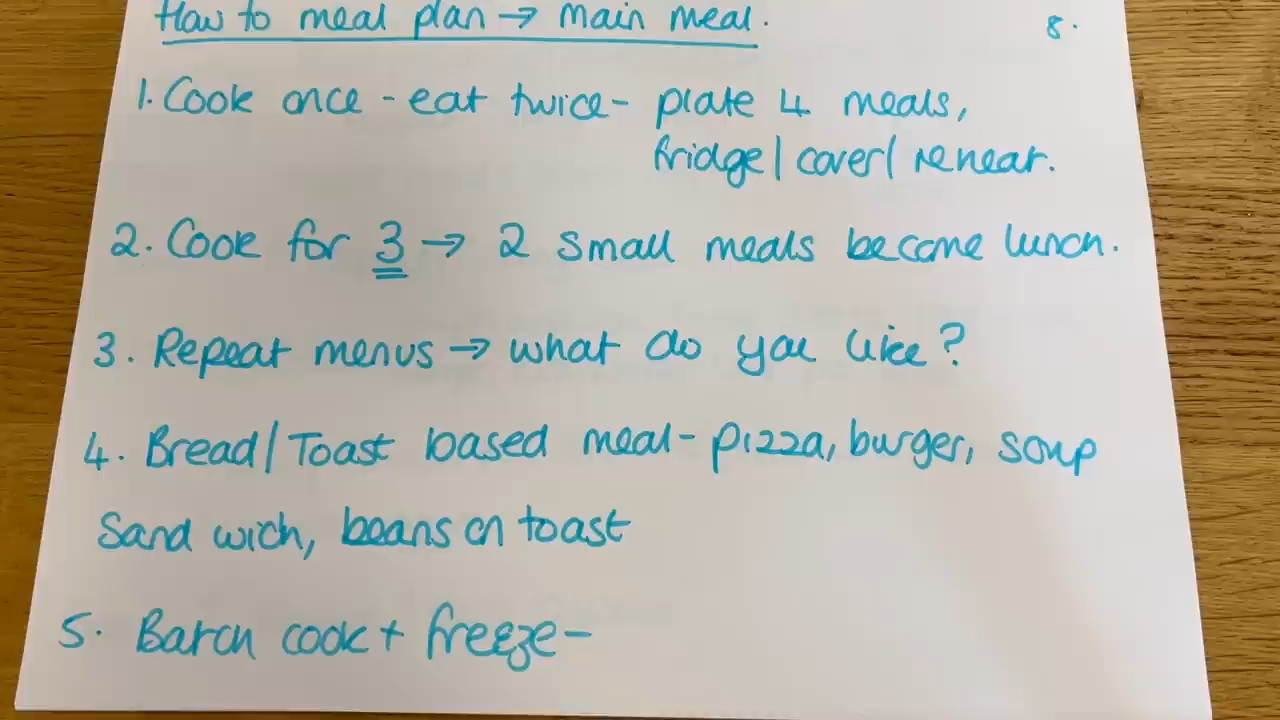 How to meal plan → main meal. 8.
1. Cook once - eat twice - plate 4 meals,
fridge/ cover/ reheat.
2. Cook for 3 → 2 small meals become lunch.
3. Repeat menus → what do you like?
4. Bread/Toast based meal - pizza, burger, soup
Sandwich, beans on toast
5. Batch cook + freeze -